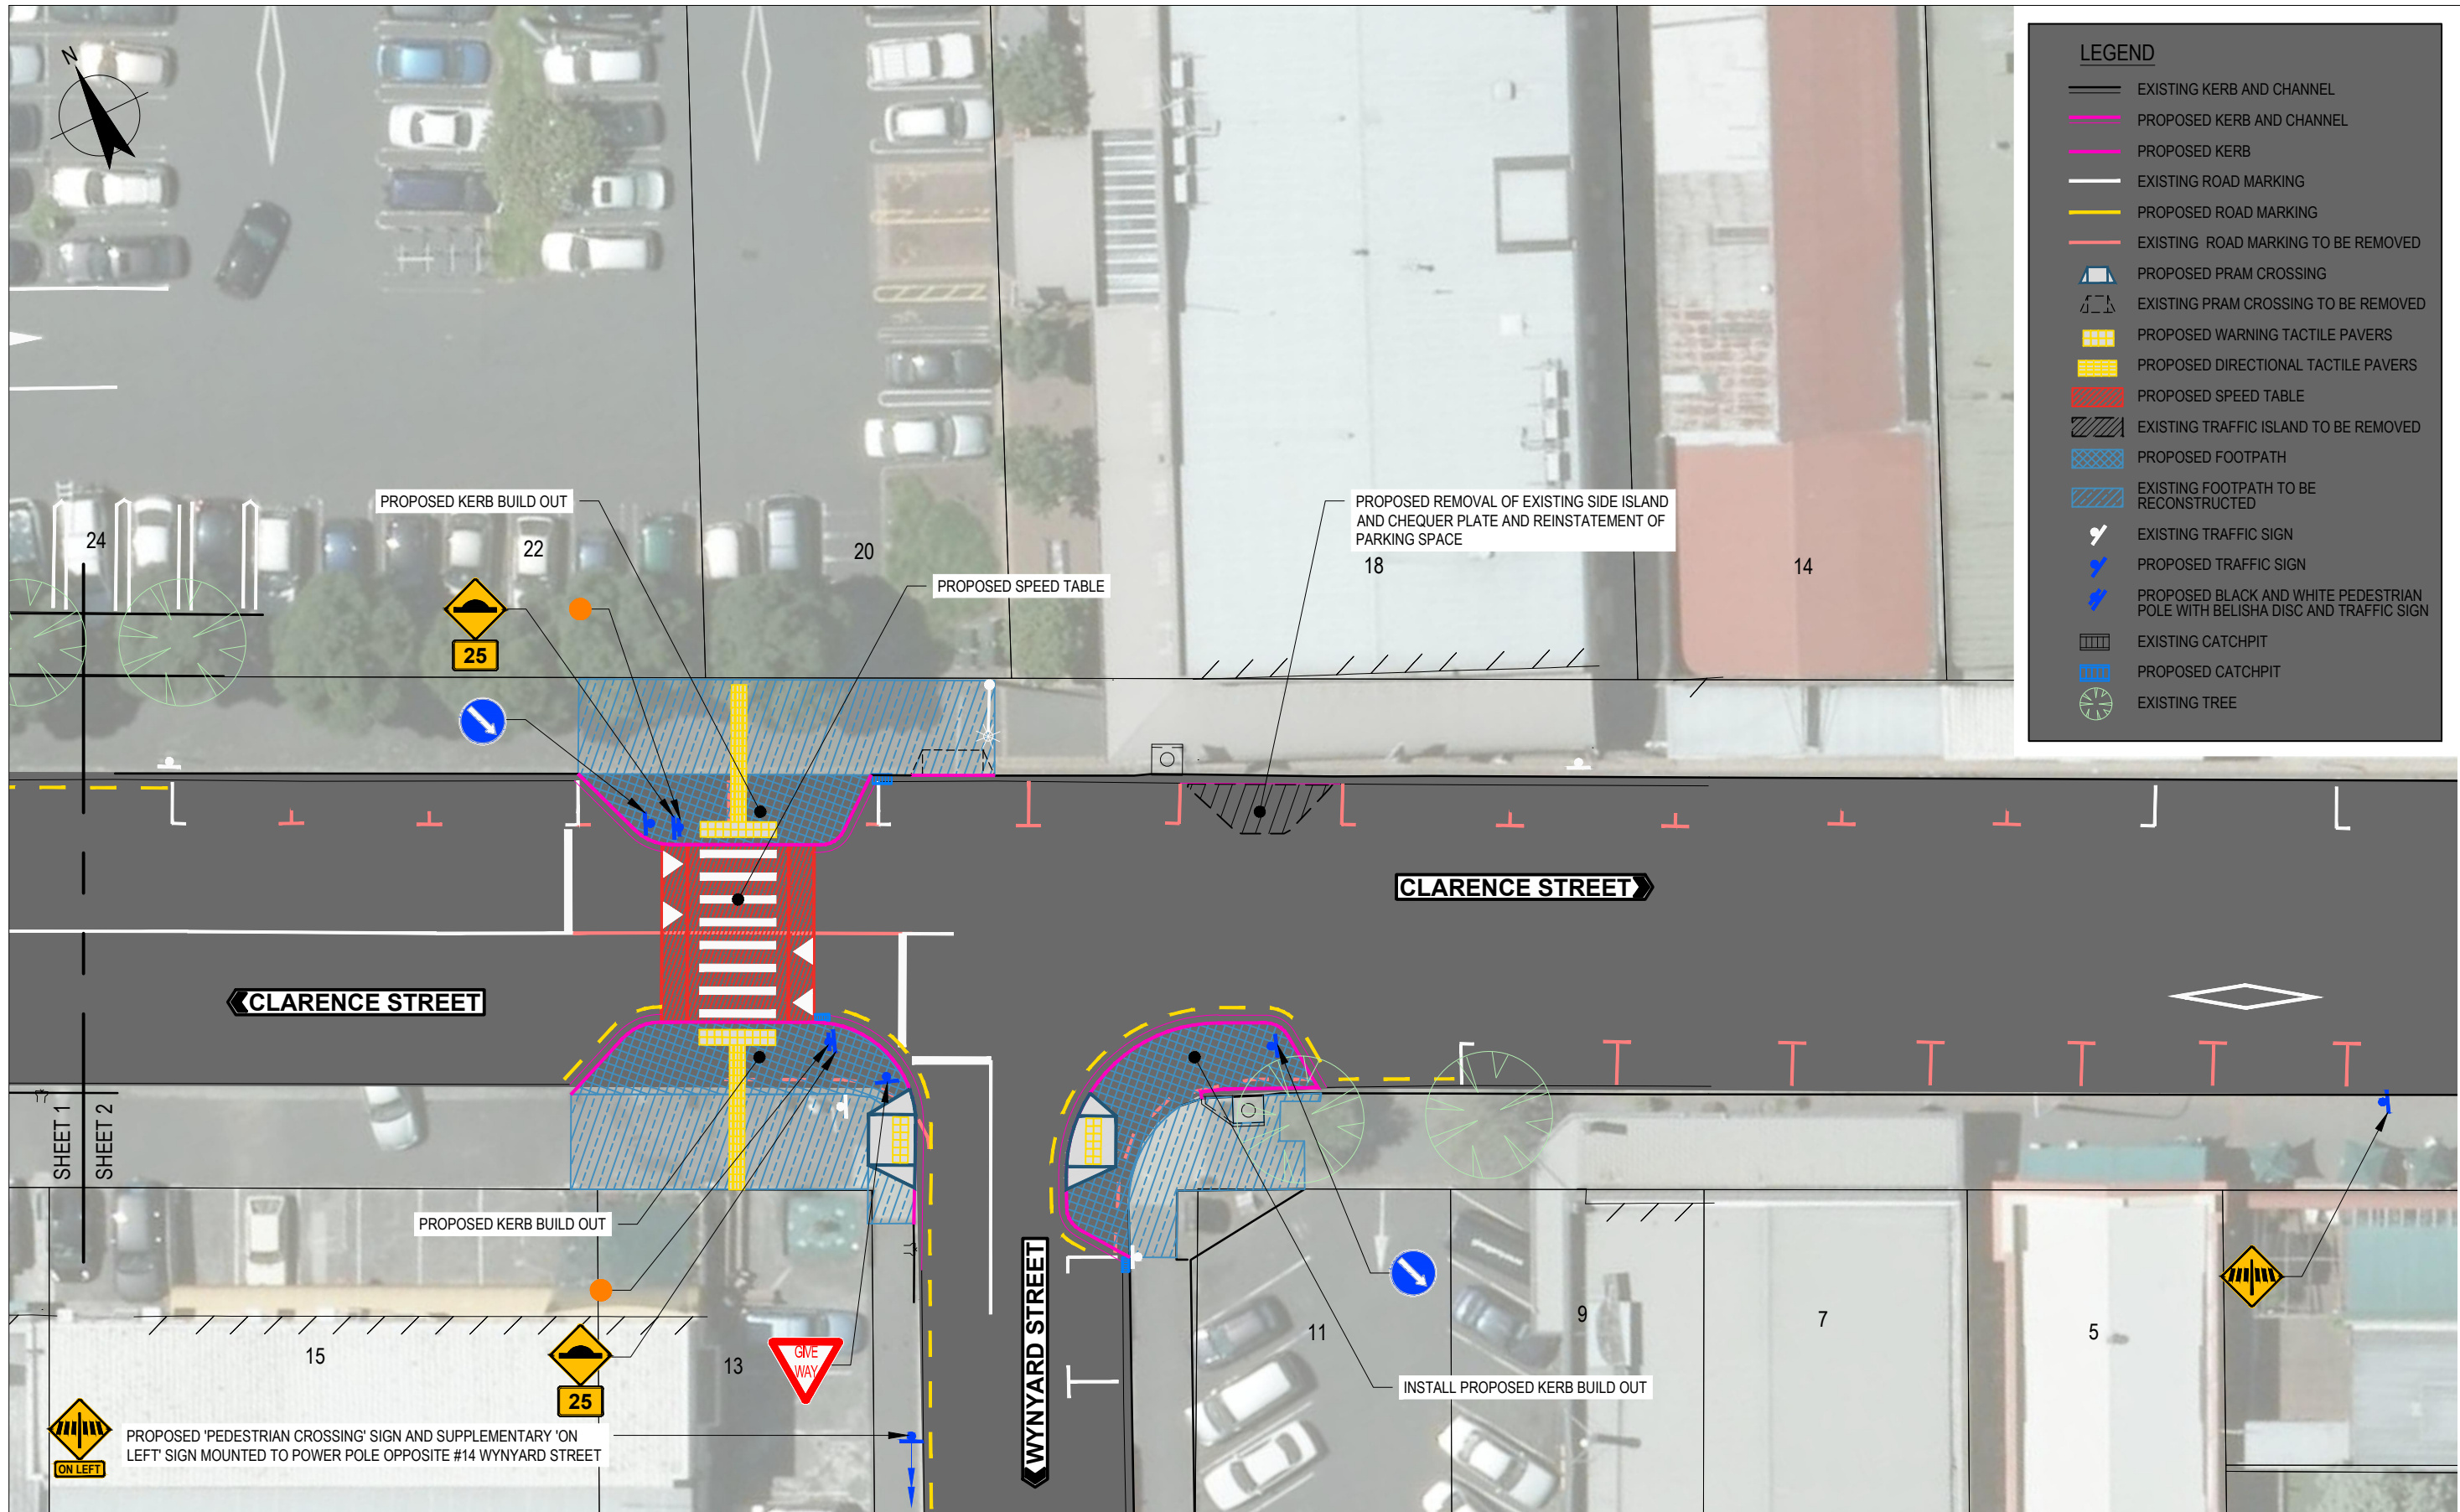 N
LEGEND
EXISTING KERB AND CHANNEL
PROPOSED KERB AND CHANNEL
PROPOSED KERB
EXISTING ROAD MARKING
PROPOSED ROAD MARKING
EXISTING ROAD MARKING TO BE REMOVED
PROPOSED PRAM CROSSING
EXISTING PRAM CROSSING TO BE REMOVED
PROPOSED WARNING TACTILE PAVERS
PROPOSED DIRECTIONAL TACTILE PAVERS
PROPOSED SPEED TABLE
EXISTING TRAFFIC ISLAND TO BE REMOVED
PROPOSED FOOTPATH
EXISTING FOOTPATH TO BE
RECONSTRUCTED
EXISTING TRAFFIC SIGN
PROPOSED TRAFFIC SIGN
PROPOSED BLACK AND WHITE PEDESTRIAN
POLE WITH BELISHA DISC AND TRAFFIC SIGN
EXISTING CATCHPIT
PROPOSED CATCHPIT
EXISTING TREE
PROPOSED KERB BUILD OUT
PROPOSED REMOVAL OF EXISTING SIDE ISLAND
AND CHEQUER PLATE AND REINSTATEMENT OF
PARKING SPACE
24
22
20
18
14
PROPOSED SPEED TABLE
25
CLARENCE STREET
CLARENCE STREET
SHEET 1
SHEET 2
PROPOSED KERB BUILD OUT
WYNYARD STREET
15
13
11
9
7
5
GIVE
WAY
25
INSTALL PROPOSED KERB BUILD OUT
PROPOSED 'PEDESTRIAN CROSSING' SIGN AND SUPPLEMENTARY 'ON
LEFT' SIGN MOUNTED TO POWER POLE OPPOSITE #14 WYNYARD STREET
ON LEFT